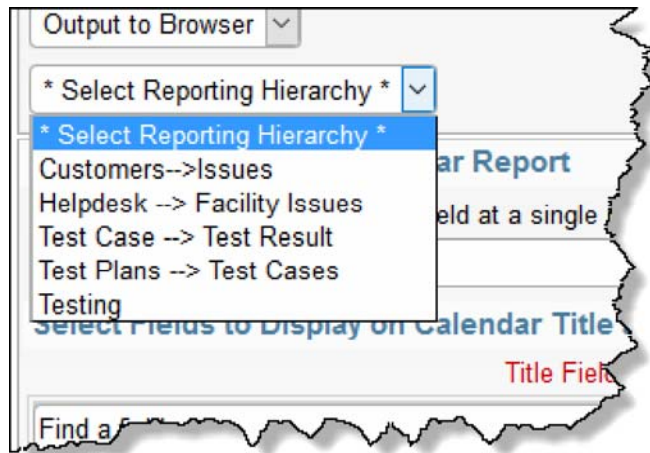 Output to Browser
* Select Reporting Hierarchy *
* Select Reporting Hierarchy *
Customers-->Issues
ar Report
Helpdesk --> Facility Issues
eld at a single
Test Case --> Test Result
Test Plans --> Test Cases
Testing
Select Fields to Display on Calendar Title
Title Field
Find a